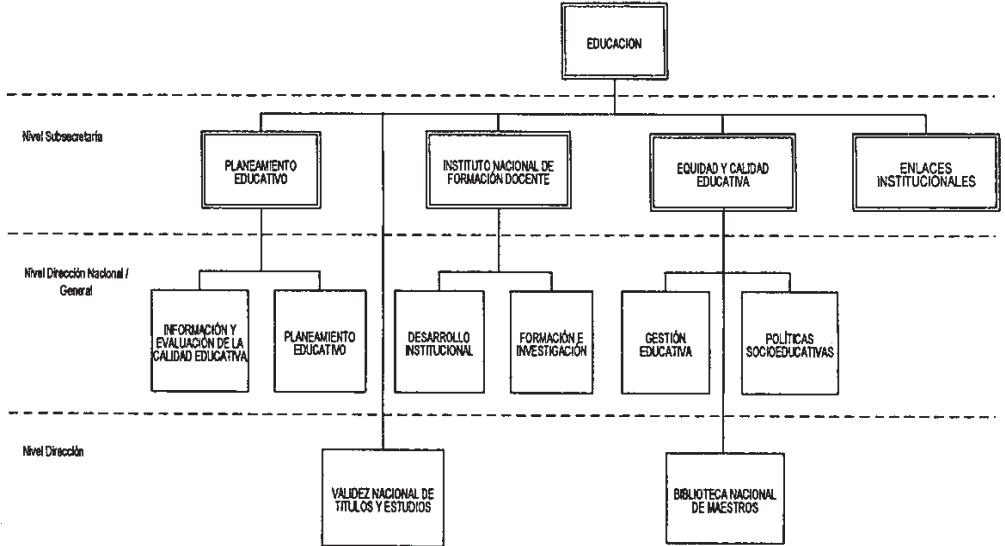 EDUCACION
Nivel Subsecretaría
PLANEAMIENTO
EDUCATIVO
INSTITUTO NACIONAL DE
FORMACIÓN DOCENTE
EQUIDAD Y CALIDAD
EDUCATIVA
ENLACES
INSTITUCIONALES
Nivel Dirección Nacional /
General
INFORMACIÓN Y
EVALUACIÓN DE LA
CALIDAD EDUCATIVA
PLANEAMIENTO
EDUCATIVO
DESARROLLO
INSTITUCIONAL
FORMACIÓN E
INVESTIGACIÓN
GESTIÓN
EDUCATIVA
POLÍTICAS
SOCIOEDUCATIVAS
Nivel Dirección
VALIDEZ NACIONAL DE
TITULOS Y ESTUDIOS
BIBLIOTECA NACIONAL
DE MAESTROS